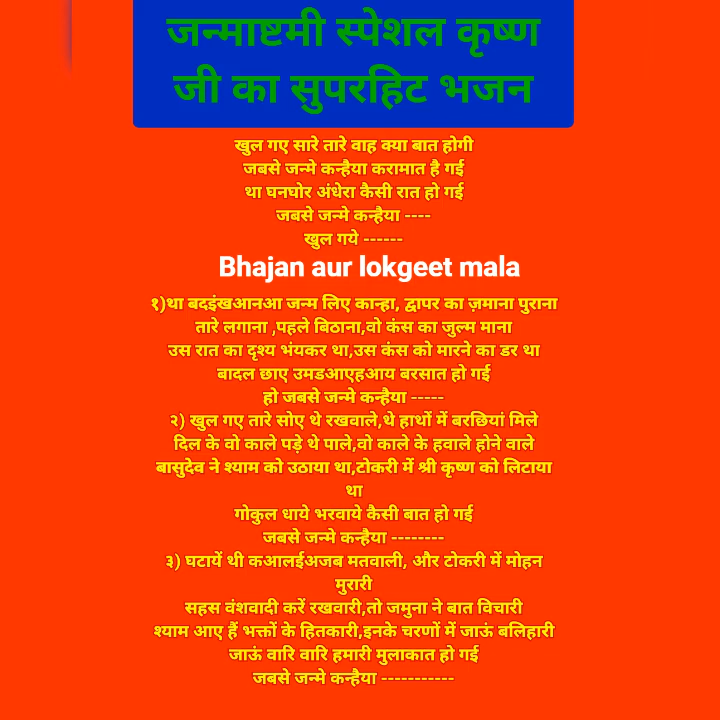 जन्माष्टमी स्पेशल कृष्ण
जी का सुपरहिट भजन
खुल गए सारे तारे वाह क्या बात होगी
जबसे जन्मे कन्हैया करामात है गई
था घनघोर अंधेरा कैसी रात हो गई
जबसे जन्मे कन्हैया ----
खुल गये ------
Bhajan aur lokgeet mala
१)था बदइंखआनआ जन्म लिए कान्हा, द्वापर का ज़माना पुराना
तारे लगाना ,पहले बिठाना,वो कंस का जुल्म माना
उस रात का दृश्य भंयकर था,उस कंस को मारने का डर था
बादल छाए उमडआएहआय बरसात हो गई
हो जबसे जन्मे कन्हैया -----
२) खुल गए तारे सोए थे रखवाले,थे हाथों में बरछियां मिले
दिल के वो काले पड़े थे पाले,वो काले के हवाले होने वाले
बासुदेव ने श्याम को उठाया था,टोकरी में श्री कृष्ण को लिटाया
था
गोकुल धाये भरवाये कैसी बात हो गई
जबसे जन्मे कन्हैया --------
३) घटायें थी कआलईअजब मतवाली, और टोकरी में मोहन
मुरारी
सहस वंशवादी करें रखवारी,तो जमुना ने बात विचारी
श्याम आए हैं भक्तों के हितकारी,इनके चरणों में जाऊं बलिहारी
जाऊं वारि वारि हमारी मुलाकात हो गई
जबसे जन्मे कन्हैया -----------